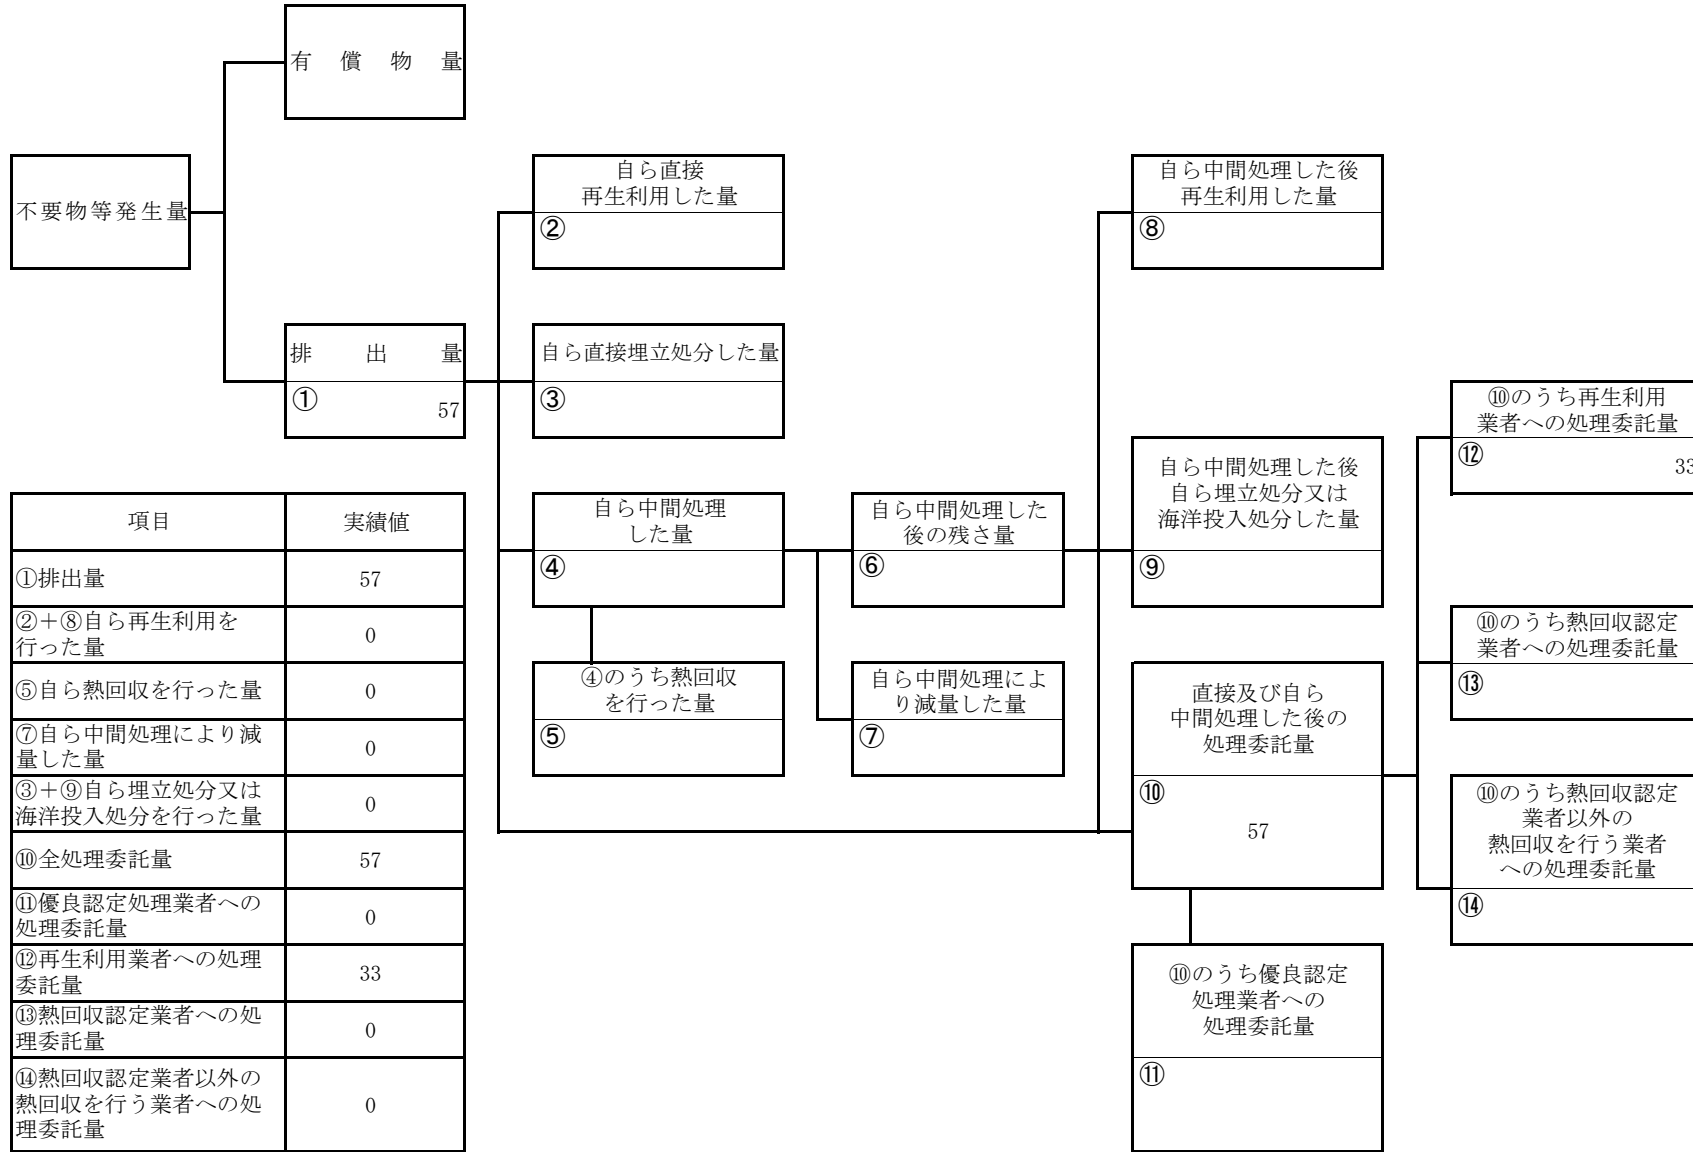 有償物量
不要物等発生量
自ら直接
再生利用した量
②
自ら中間処理した後
再生利用した量
⑧
排出量
①
57
自ら直接埋立処分した量
③
⑩のうち再生利用
業者への処理委託量
⑫
33
自ら中間処理
した量
④
自ら中間処理した
後の残さ量
⑥
自ら中間処理した後
自ら埋立処分又は
海洋投入処分した量
⑨
④のうち熱回収
を行った量
⑤
自ら中間処理によ
り減量した量
⑦
直接及び自ら
中間処理した後の
処理委託量
⑩
57
⑩のうち熱回収認定
業者への処理委託量
⑬
⑩のうち熱回収認定
業者以外の
熱回収を行う業者
への処理委託量
⑭
⑩のうち優良認定
処理業者への
処理委託量
⑪
項目 実績値
①排出量 57
②+⑧自ら再生利用を
行った量 0
⑤自ら熱回収を行った量 0
⑦自ら中間処理により減
量した量 0
③+⑨自ら埋立処分又は
海洋投入処分を行った量 0
⑩全処理委託量 57
⑪優良認定処理業者への
処理委託量 0
⑫再生利用業者への処理
委託量 33
⑬熱回収認定業者への処
理委託量 0
⑭熱回収認定業者以外の
熱回収を行う業者への処
理委託量 0